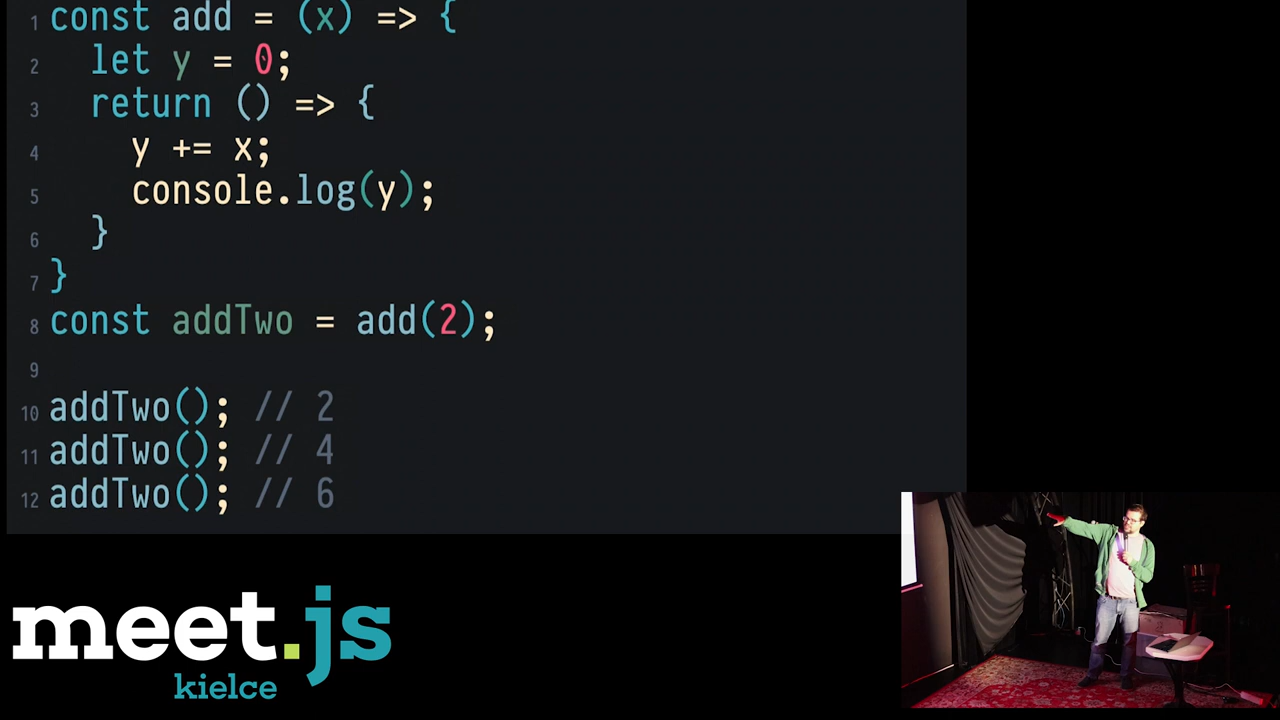 1 const add = (x) => {
2 let y = 0;
3 return () => {
4 y += x;
5 console.log(y);
6 }
7 }
8 const addTwo = add(2);
9
10 addTwo(); // 2
11 addTwo(); // 4
12 addTwo(); // 6
meet.js
kielce